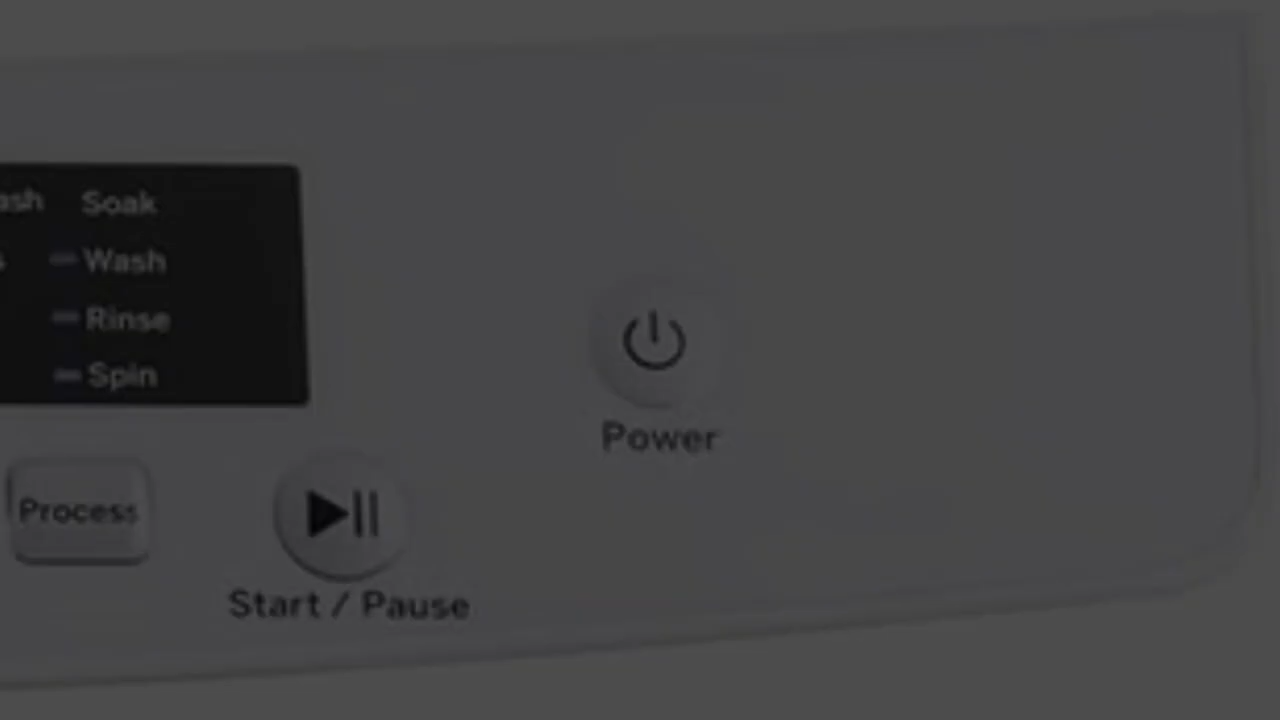 Soak
Wash
Rinse
Spin
Power
Process
Start / Pause